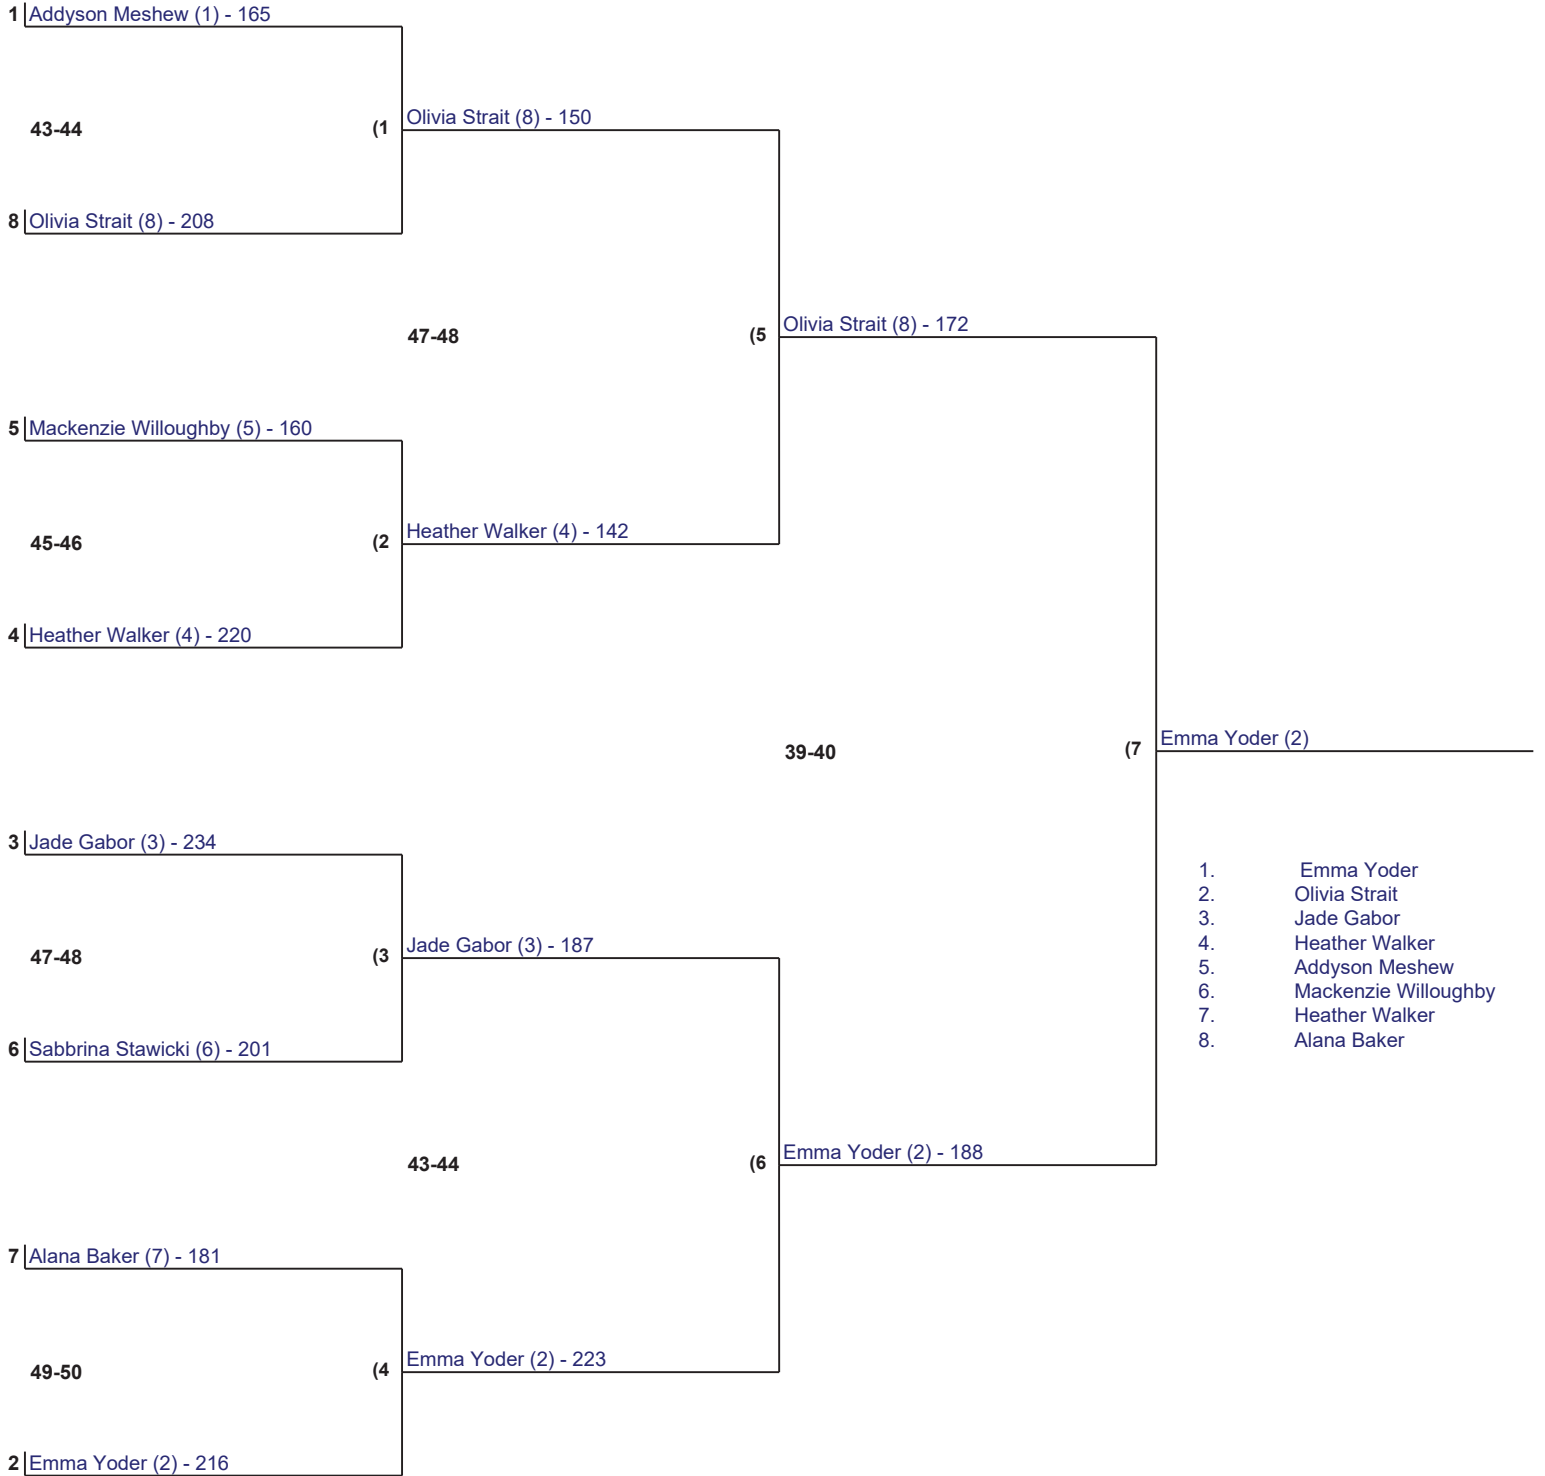 1 Addyson Meshew (1) - 165
Olivia Strait (8) - 150
43-44 (1
8 Olivia Strait (8) - 208
Olivia Strait (8) - 172
47-48 (5
5 Mackenzie Willoughby (5) - 160
Heather Walker (4) - 142
45-46 (2
4 Heather Walker (4) - 220
Emma Yoder (2)
39-40 (7
3 Jade Gabor (3) - 234
1. Emma Yoder
2. Olivia Strait
3. Jade Gabor
4. Heather Walker
5. Addyson Meshew
6. Mackenzie Willoughby
7. Heather Walker
8. Alana Baker
Jade Gabor (3) - 187
47-48 (3
6 Sabbrina Stawicki (6) - 201
Emma Yoder (2) - 188
43-44 (6
7 Alana Baker (7) - 181
Emma Yoder (2) - 223
49-50 (4
2 Emma Yoder (2) - 216